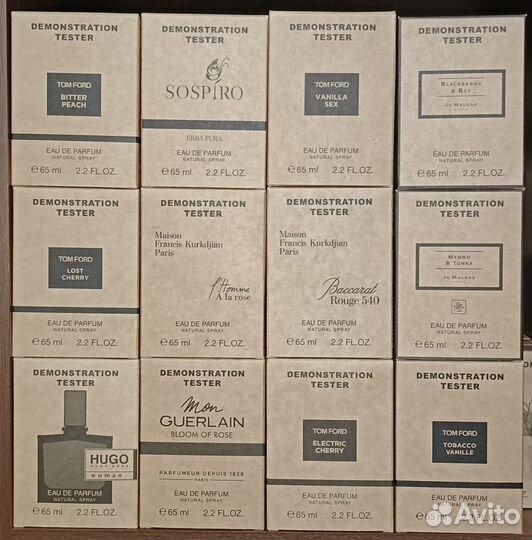 DEMONSTRATION
TESTER
TOM FORD
BITTER
PEACH
EAU DE PARFUM
NATURAL SPRAY
℮ 65 ml 2.2 FL.OZ.
DEMONSTRATION
TESTER
SOSPIRO
ERBA PURA
EAU DE PARFUM
NATURAL SPRAY
℮ 65 ml 2.2 FL.OZ.
DEMONSTRATION
TESTER
TOM FORD
VANILLA
SEX
EAU DE PARFUM
NATURAL SPRAY
℮ 65 ml 2.2 FL.OZ.
DEMONSTRATION
TESTER
BLACKBERRY
& BAY
JO MALONE
EAU DE PARFUM
NATURAL SPRAY
℮ 65 ml 2.2 FL.OZ.
DEMONSTRATION
TESTER
TOM FORD
LOST
CHERRY
EAU DE PARFUM
NATURAL SPRAY
℮ 65 ml 2.2 FL.OZ.
DEMONSTRATION
TESTER
Maison
Francis Kurkdjian
Paris
l'Homme
A la rose
EAU DE PARFUM
NATURAL SPRAY
℮ 65 ml 2.2 FL.OZ.
DEMONSTRATION
TESTER
Maison
Francis Kurkdjian
Paris
Baccarat
Rouge 540
EAU DE PARFUM
NATURAL SPRAY
℮ 65 ml 2.2 FL.OZ.
DEMONSTRATION
TESTER
MYRRH
& TONKA
JO MALONE
EAU DE PARFUM
NATURAL SPRAY
℮ 65 ml 2.2 FL.OZ.
DEMONSTRATION
TESTER
HUGO
HUGO BOSS
woman
EAU DE PARFUM
NATURAL SPRAY
℮ 65 ml 2.2 FL.OZ.
DEMONSTRATION
TESTER
Mon
GUERLAIN
BLOOM OF ROSE
PARFUMEUR DEPUIS 1828
PARIS
EAU DE PARFUM
NATURAL SPRAY
℮ 65 ml 2.2 FL.OZ.
DEMONSTRATION
TESTER
TOM FORD
ELECTRIC
CHERRY
EAU DE PARFUM
NATURAL SPRAY
℮ 65 ml 2.2 FL.OZ.
DEMONSTRATION
TESTER
TOM FORD
TOBACCO
VANILLE
EAU DE PARFUM
NATURAL SPRAY
℮ 65 ml 2.2 FL.OZ.
Avito